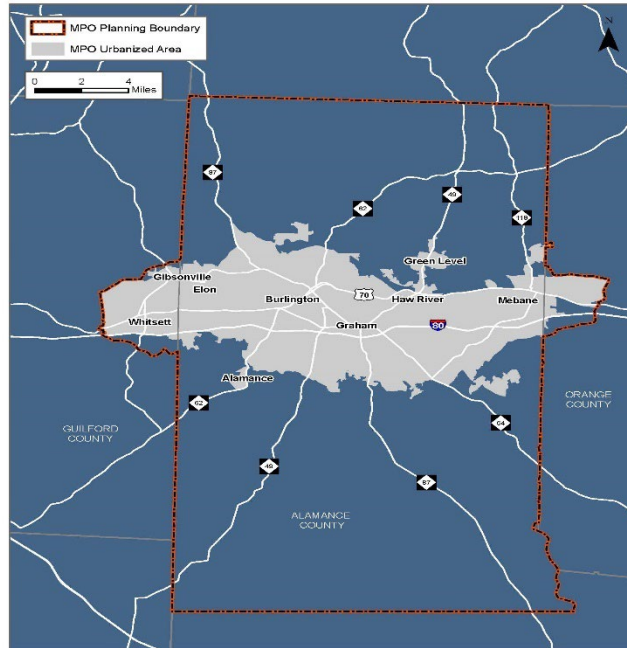 MPO Planning Boundary
MPO Urbanized Area
0 2 4
Miles
N
87
62
49
119
Green Level
Gibsonville
Elon
70
Burlington
Haw River
Mebane
Whitsett
Graham
Alamance
62
ORANGE
COUNTY
GUILFORD
COUNTY
54
49
87
ALAMANCE
COUNTY